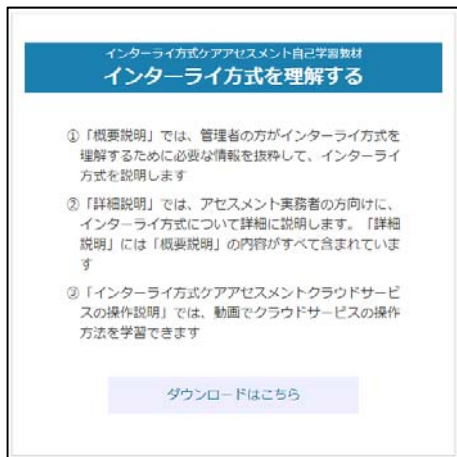 インターライ方式ケアアセスメント自己学習教材
インターライ方式を理解する
①「概要説明」では、管理者の方がインターライ方式を
理解するために必要な情報を抜粋して、インターライ
方式を説明します
②「詳細説明」では、アセスメント実務者の方向けに、
インターライ方式について詳細に説明します。「詳細
説明」には「概要説明」の内容がすべて含まれていま
す
③「インターライ方式ケアアセスメントクラウドサービ
スの操作説明」では、動画でクラウドサービスの操作
方法を学習できます
ダウンロードはこちら